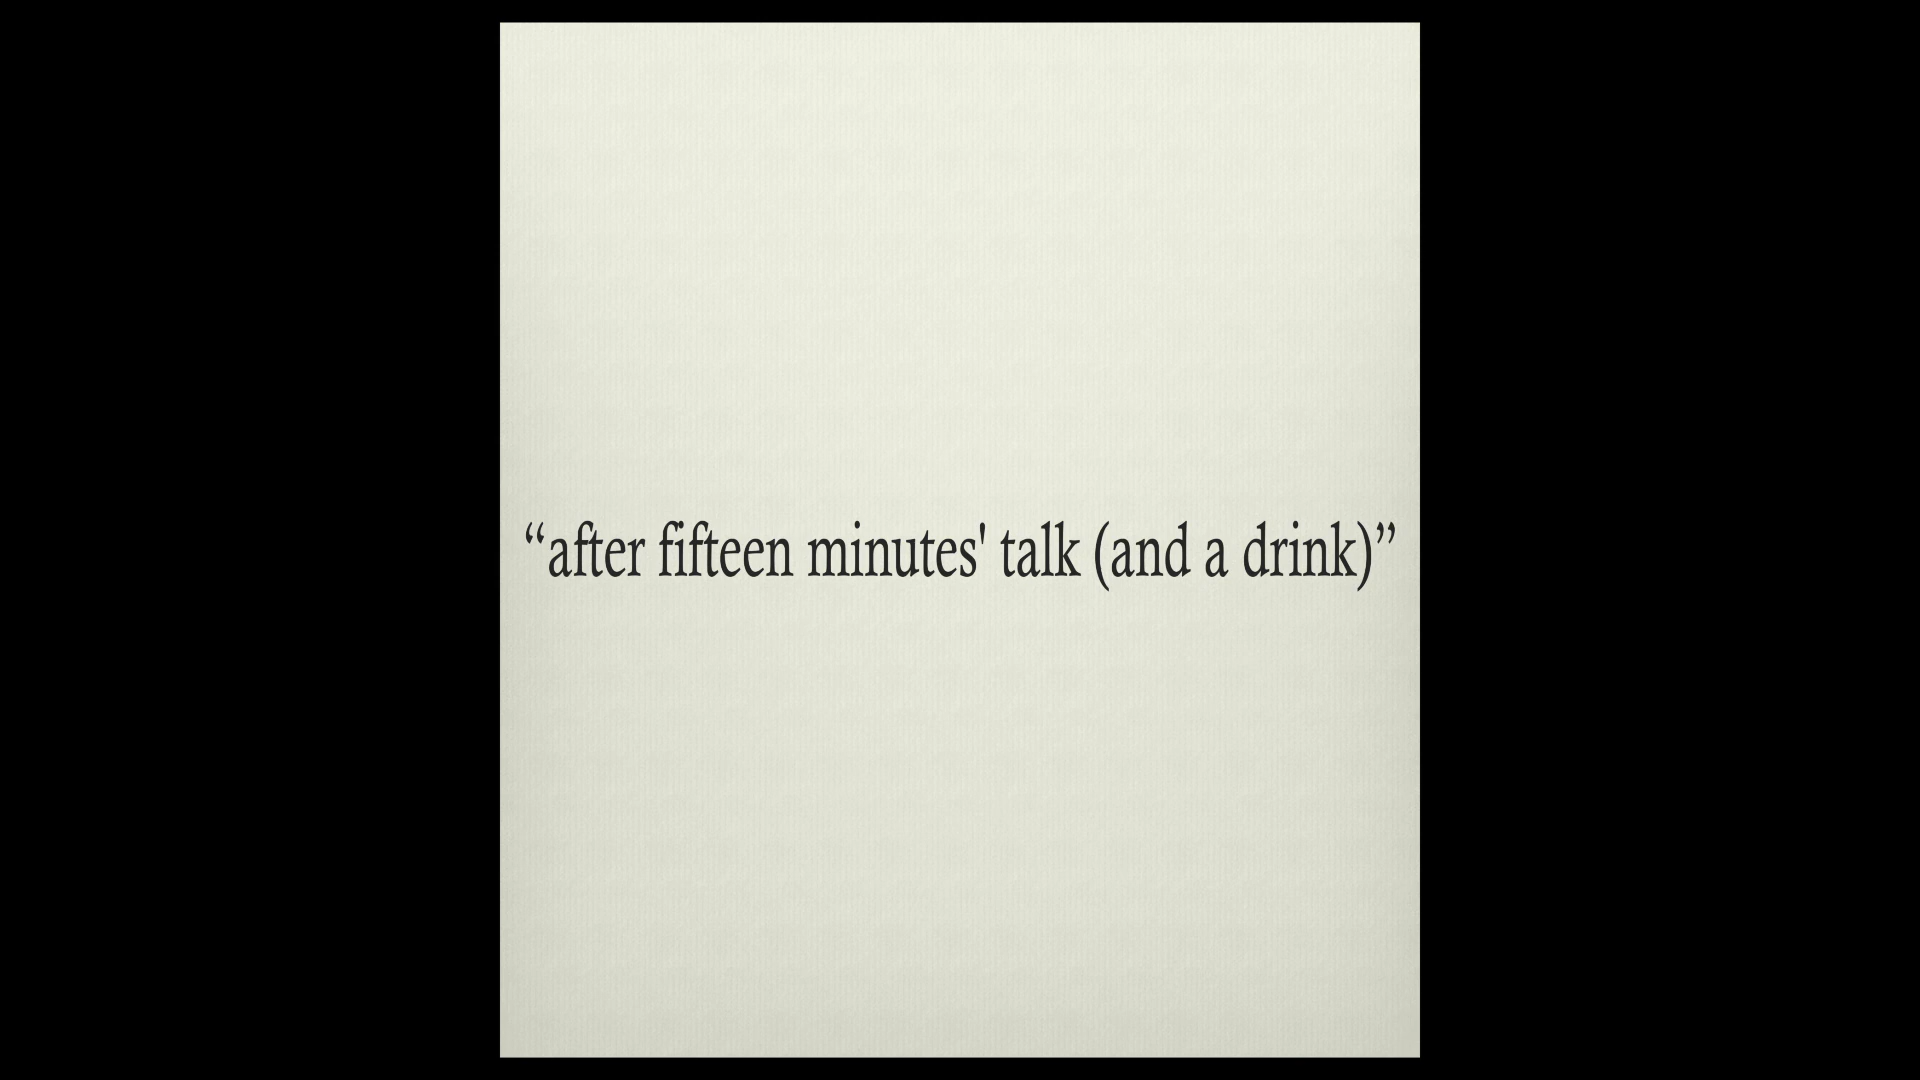 “after fifteen minutes' talk (and a drink)”